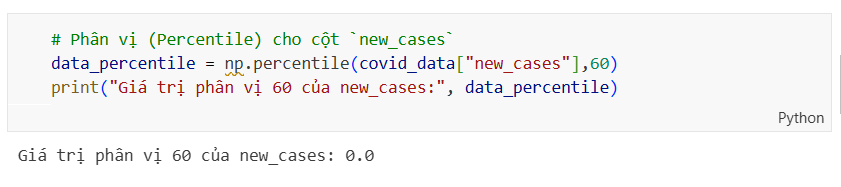 # Phân vị (Percentile) cho cột `new_cases`
data_percentile = np.percentile(covid_data["new_cases"],60)
print("Giá trị phân vị 60 của new_cases:", data_percentile)
Python
Giá trị phân vị 60 của new_cases: 0.0